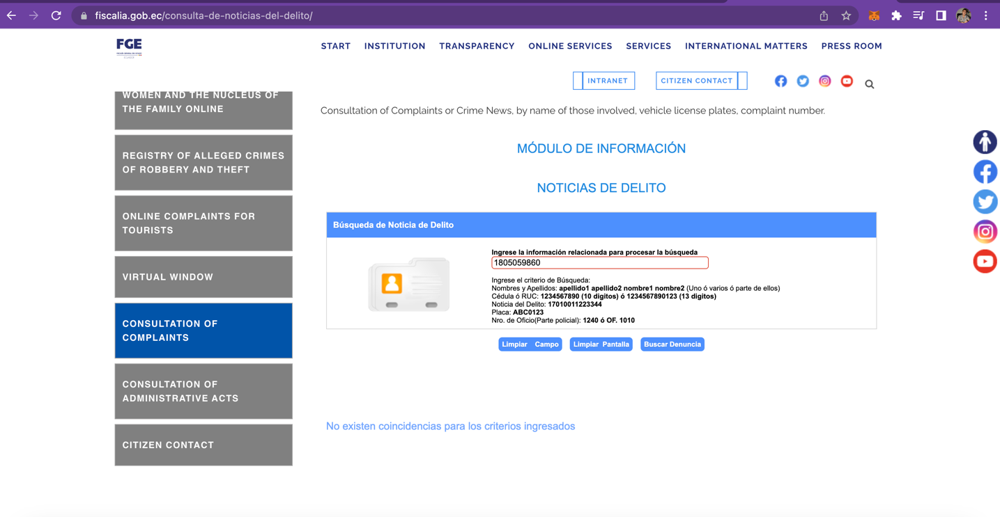 fiscalia.gob.ec/consulta-de-noticias-del-delito/
FGE
START INSTITUTION TRANSPARENCY ONLINE SERVICES SERVICES INTERNATIONAL MATTERS PRESS ROOM
INTRANET CITIZEN CONTACT
WOMEN AND THE NUCLEUS OF
THE FAMILY ONLINE
REGISTRY OF ALLEGED CRIMES
OF ROBBERY AND THEFT
ONLINE COMPLAINTS FOR
TOURISTS
VIRTUAL WINDOW
CONSULTATION OF
COMPLAINTS
CONSULTATION OF
ADMINISTRATIVE ACTS
CITIZEN CONTACT
Consultation of Complaints or Crime News, by name of those involved, vehicle license plates, complaint number.
MÓDULO DE INFORMACIÓN
NOTICIAS DE DELITO
Búsqueda de Noticia de Delito
Ingrese la información relacionada para procesar la búsqueda
1805059860
Ingrese el criterio de Búsqueda:
Nombres y Apellidos: apellido1 apellido2 nombre1 nombre2 (Uno ó varios ó parte de ellos)
Cédula ó RUC: 1234567890 (10 digitos) ó 1234567890123 (13 digitos)
Noticia del Delito: 17010011223344
Placa: ABC0123
Nro. de Oficio(Parte policial): 1240 ó OF. 1010
Limpiar Campo Limpiar Pantalla Buscar Denuncia
No existen coincidencias para los criterios ingresados